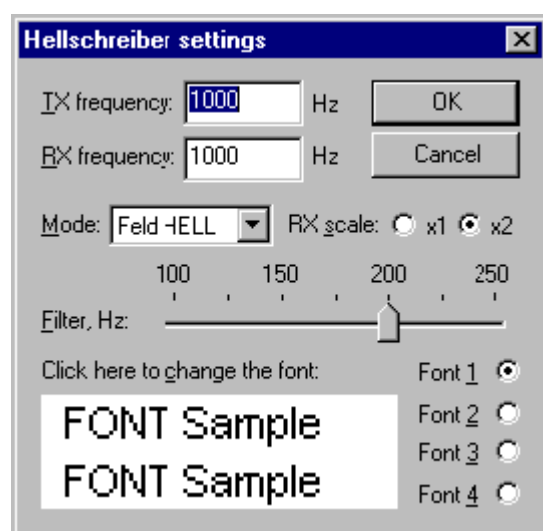 Hellschreiber settings
TX frequency: 1000 Hz OK
RX frequency: 1000 Hz Cancel
Mode: Feld HELL RX scale: x1 x2
100 150 200 250
Filter, Hz:
Click here to change the font: Font 1
FONT Sample Font 2
Font 3
FONT Sample Font 4